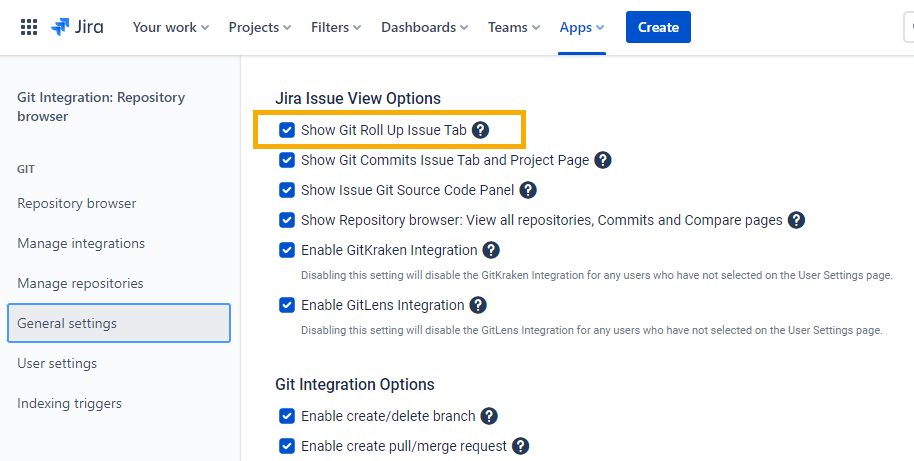 Jira
Your work
Projects
Filters
Dashboards
Teams
Apps
Create
Git Integration: Repository
browser
GIT
Repository browser
Manage integrations
Manage repositories
General settings
User settings
Indexing triggers
Jira Issue View Options
Show Git Roll Up Issue Tab ?
Show Git Commits Issue Tab and Project Page ?
Show Issue Git Source Code Panel ?
Show Repository browser: View all repositories, Commits and Compare pages ?
Enable GitKraken Integration ?
Disabling this setting will disable the GitKraken Integration for any users who have not selected on the User Settings page.
Enable GitLens Integration ?
Disabling this setting will disable the GitLens Integration for any users who have not selected on the User Settings page.
Git Integration Options
Enable create/delete branch ?
Enable create pull/merge request ?